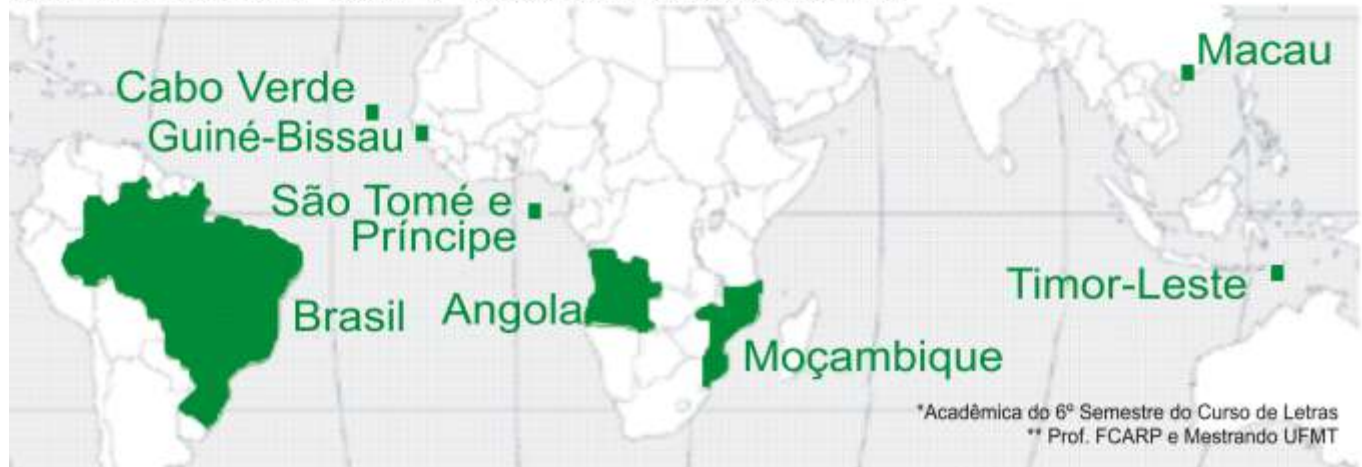 Macau
Cabo Verde
Guiné-Bissau
São Tomé e
Príncipe
Timor-Leste
Brasil
Angola
Moçambique
*Acadêmica do 6º Semestre do Curso de Letras
** Prof. FCARP e Mestrando UFMT